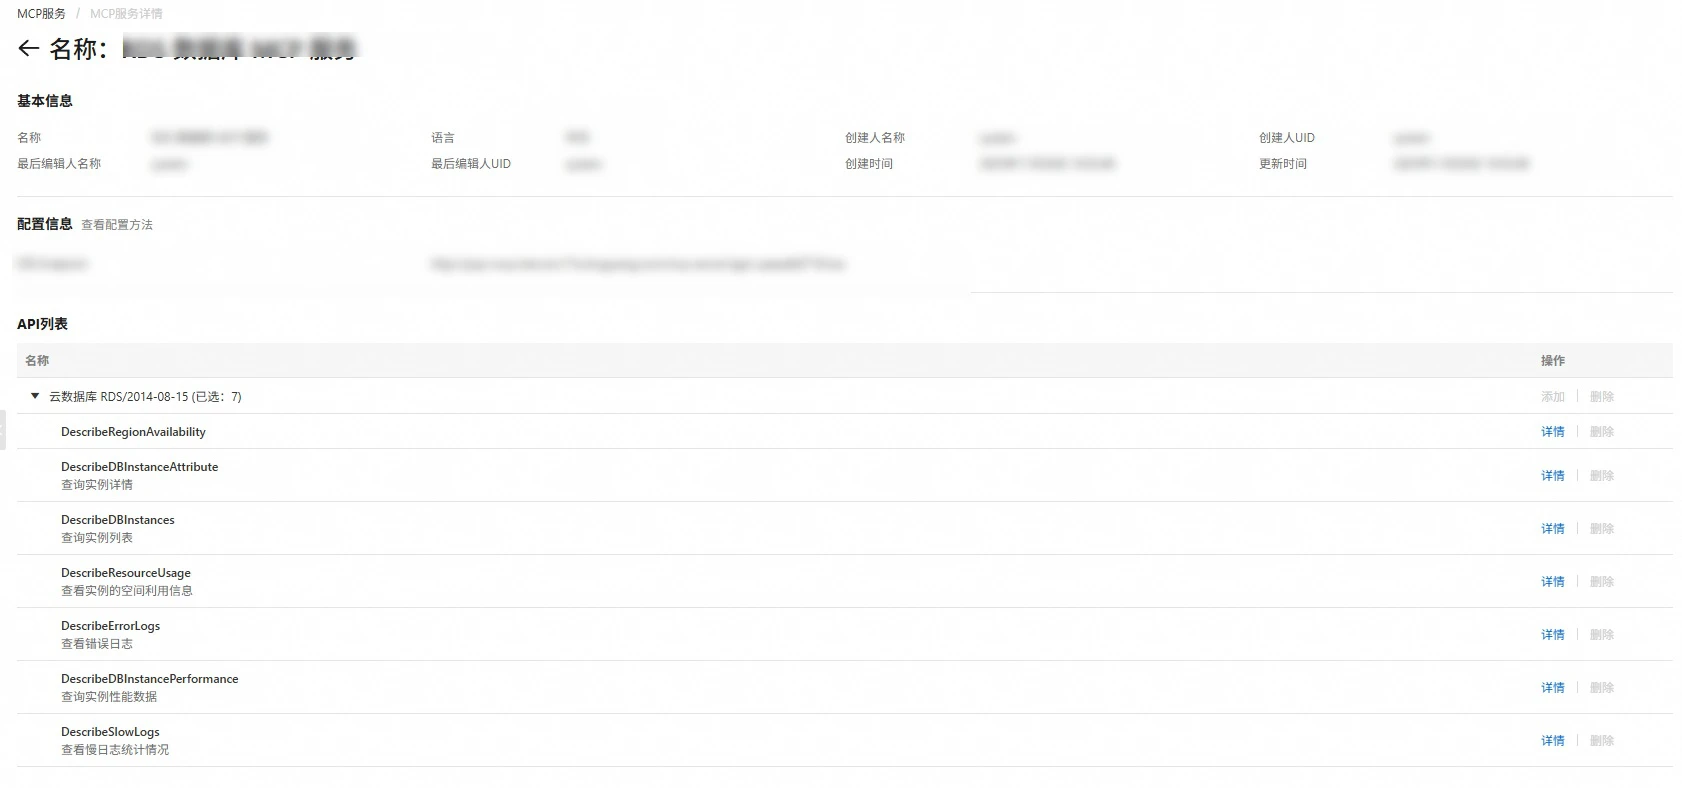 MCP服务 / MCP服务详情
← 名称：
基本信息
名称 语言 创建人名称 创建人UID
最后编辑人名称 最后编辑人UID 创建时间 更新时间
配置信息 查看配置方法
API列表
名称 操作
云数据库 RDS/2014-08-15 (已选：7) 添加 | 删除
DescribeRegionAvailability 详情 | 删除
DescribeDBInstanceAttribute
查询实例详情 详情 | 删除
DescribeDBInstances
查询实例列表 详情 | 删除
DescribeResourceUsage
查看实例的空间利用信息 详情 | 删除
DescribeErrorLogs
查看错误日志 详情 | 删除
DescribeDBInstancePerformance
查询实例性能数据 详情 | 删除
DescribeSlowLogs
查看慢日志统计情况 详情 | 删除